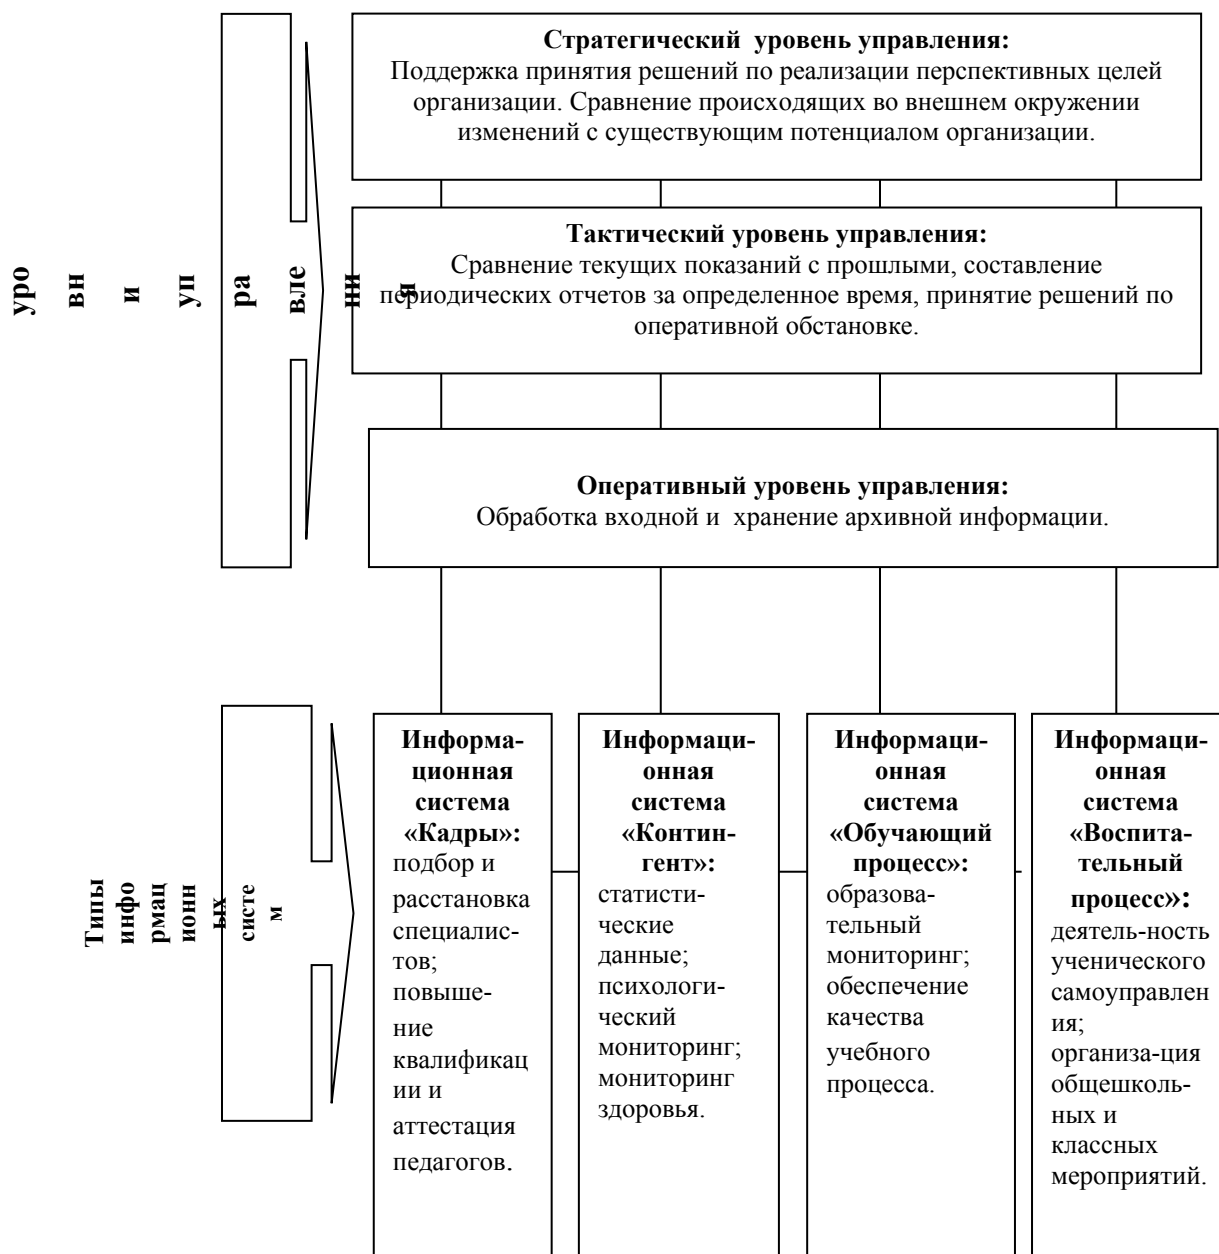 Стратегический уровень управления:
Поддержка принятия решений по реализации перспективных целей
организации. Сравнение происходящих во внешнем окружении
изменений с существующим потенциалом организации.
Тактический уровень управления:
Сравнение текущих показаний с прошлыми, составление
периодических отчетов за определенное время, принятие решений по
оперативной обстановке.
уро
вн
и
уп
ра
вле
ни
я
Оперативный уровень управления:
Обработка входной и хранение архивной информации.
Типы
инфо
рмац
ионн
ых
систе
м
Информа-
ционная
система
«Кадры»:
подбор и
расстановка
специалис-
тов;
повыше-
ние
квалификац
ии и
аттестация
педагогов.
Информаци-
онная
система
«Контин-
гент»:
статисти-
ческие
данные;
психологи-
ческий
мониторинг;
мониторинг
здоровья.
Информаци-
онная
система
«Обучающий
процесс»:
образова-
тельный
мониторинг;
обеспечение
качества
учебного
процесса.
Информаци-
онная
система
«Воспита-
тельный
процесс»:
деятель-ность
ученического
самоуправлен
ия;
организа-ция
общешколь-
ных и
классных
мероприятий.